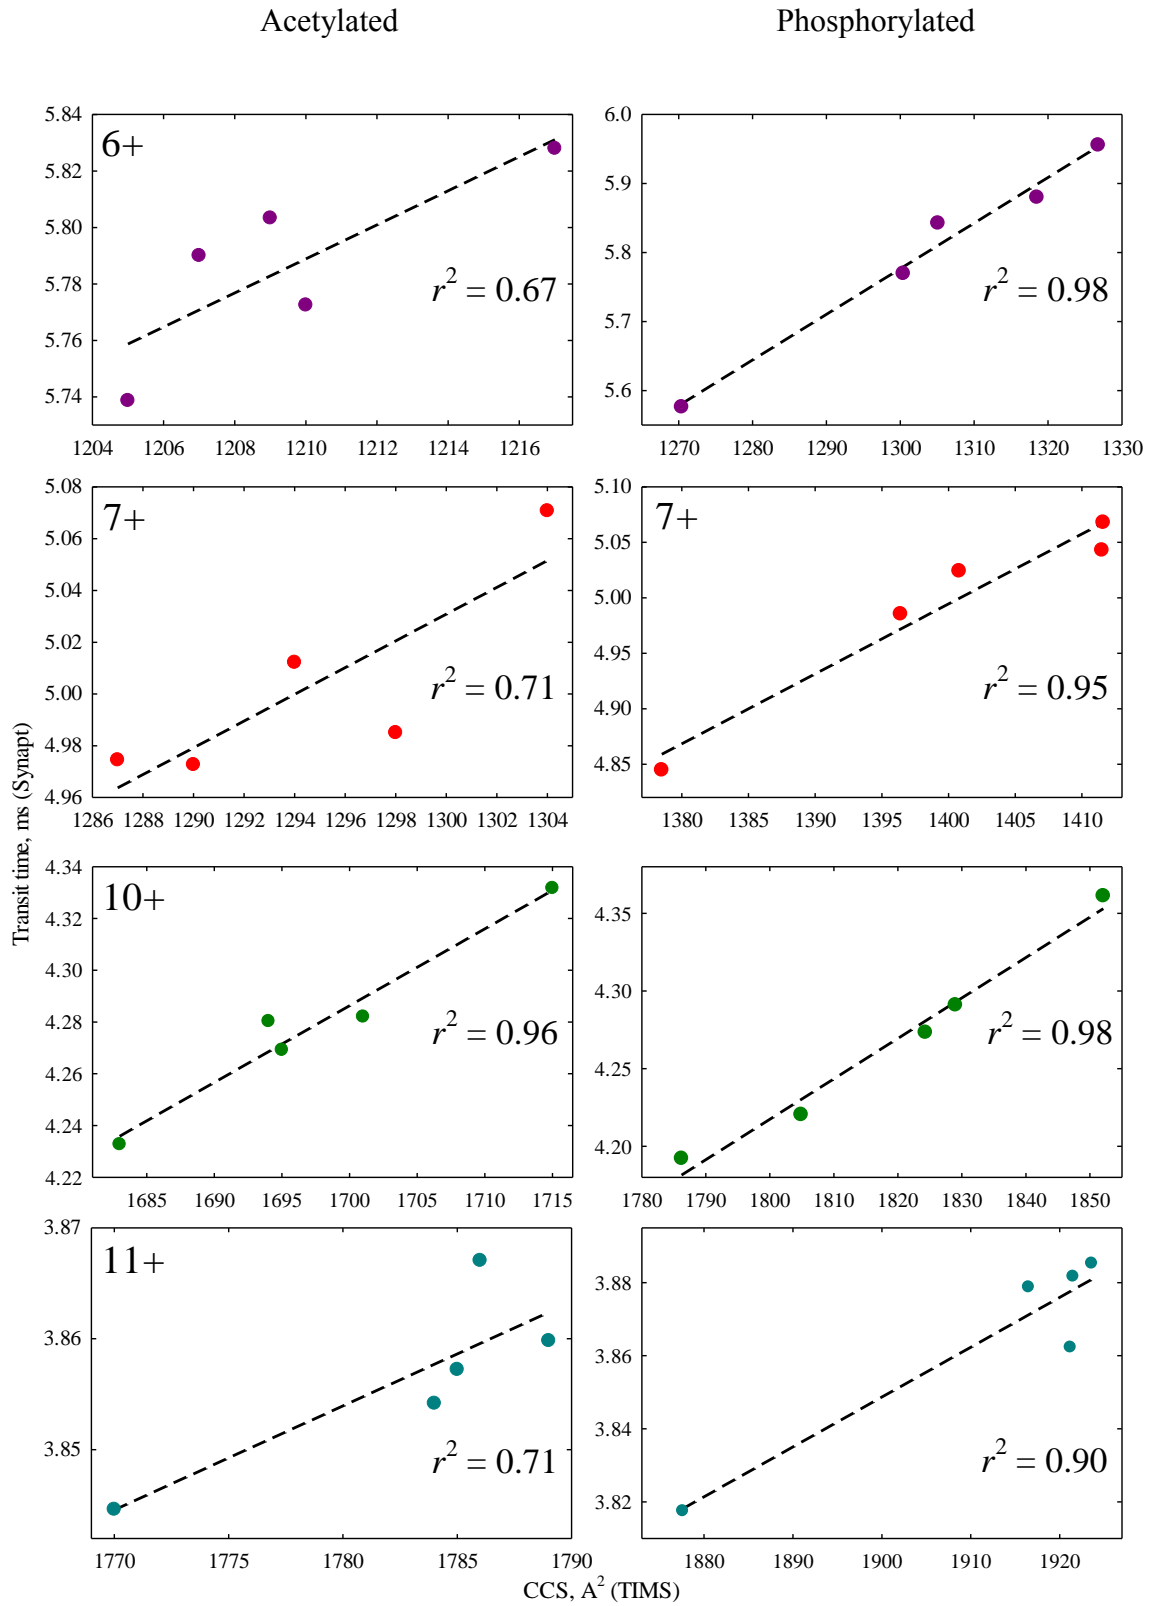 Acetylated
Phosphorylated
5.84
5.82
5.80
5.78
5.76
5.74
6+
r² = 0.67
1204 1206 1208 1210 1212 1214 1216
6.0
5.9
5.8
5.7
5.6
r² = 0.98
1270 1280 1290 1300 1310 1320 1330
5.08
5.06
5.04
5.02
5.00
4.98
4.96
7+
r² = 0.71
1286 1288 1290 1292 1294 1296 1298 1300 1302 1304
5.10
5.05
5.00
4.95
4.90
4.85
7+
r² = 0.95
1380 1385 1390 1395 1400 1405 1410
Transit time, ms (Synapt)
4.34
4.32
4.30
4.28
4.26
4.24
4.22
10+
r² = 0.96
1685 1690 1695 1700 1705 1710 1715
4.35
4.30
4.25
4.20
r² = 0.98
1780 1790 1800 1810 1820 1830 1840 1850
3.87
3.86
3.85
11+
r² = 0.71
1770 1775 1780 1785 1790
3.88
3.86
3.84
3.82
r² = 0.90
1880 1890 1900 1910 1920
CCS, A² (TIMS)